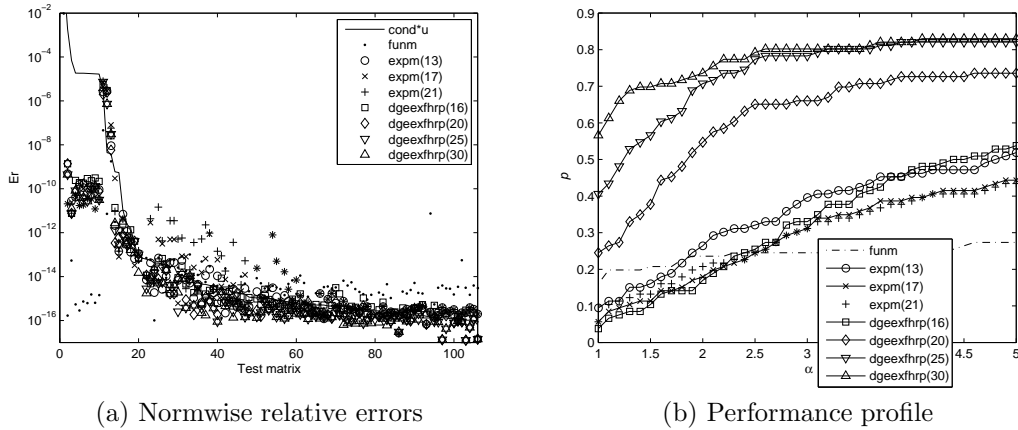 10^-2
10^-4
10^-6
10^-8
10^-10
10^-12
10^-14
10^-16
Er
0 20 40 60 80 100
Test matrix
cond*u
funm
expm(13)
expm(17)
expm(21)
dgeexfhrp(16)
dgeexfhrp(20)
dgeexfhrp(25)
dgeexfhrp(30)
(a) Normwise relative errors
0.9
0.8
0.7
0.6
0.5
0.4
0.3
0.2
0.1
0
p
1 1.5 2 2.5 3 4.5 5
α
funm
expm(13)
expm(17)
expm(21)
dgeexfhrp(16)
dgeexfhrp(20)
dgeexfhrp(25)
dgeexfhrp(30)
(b) Performance profile